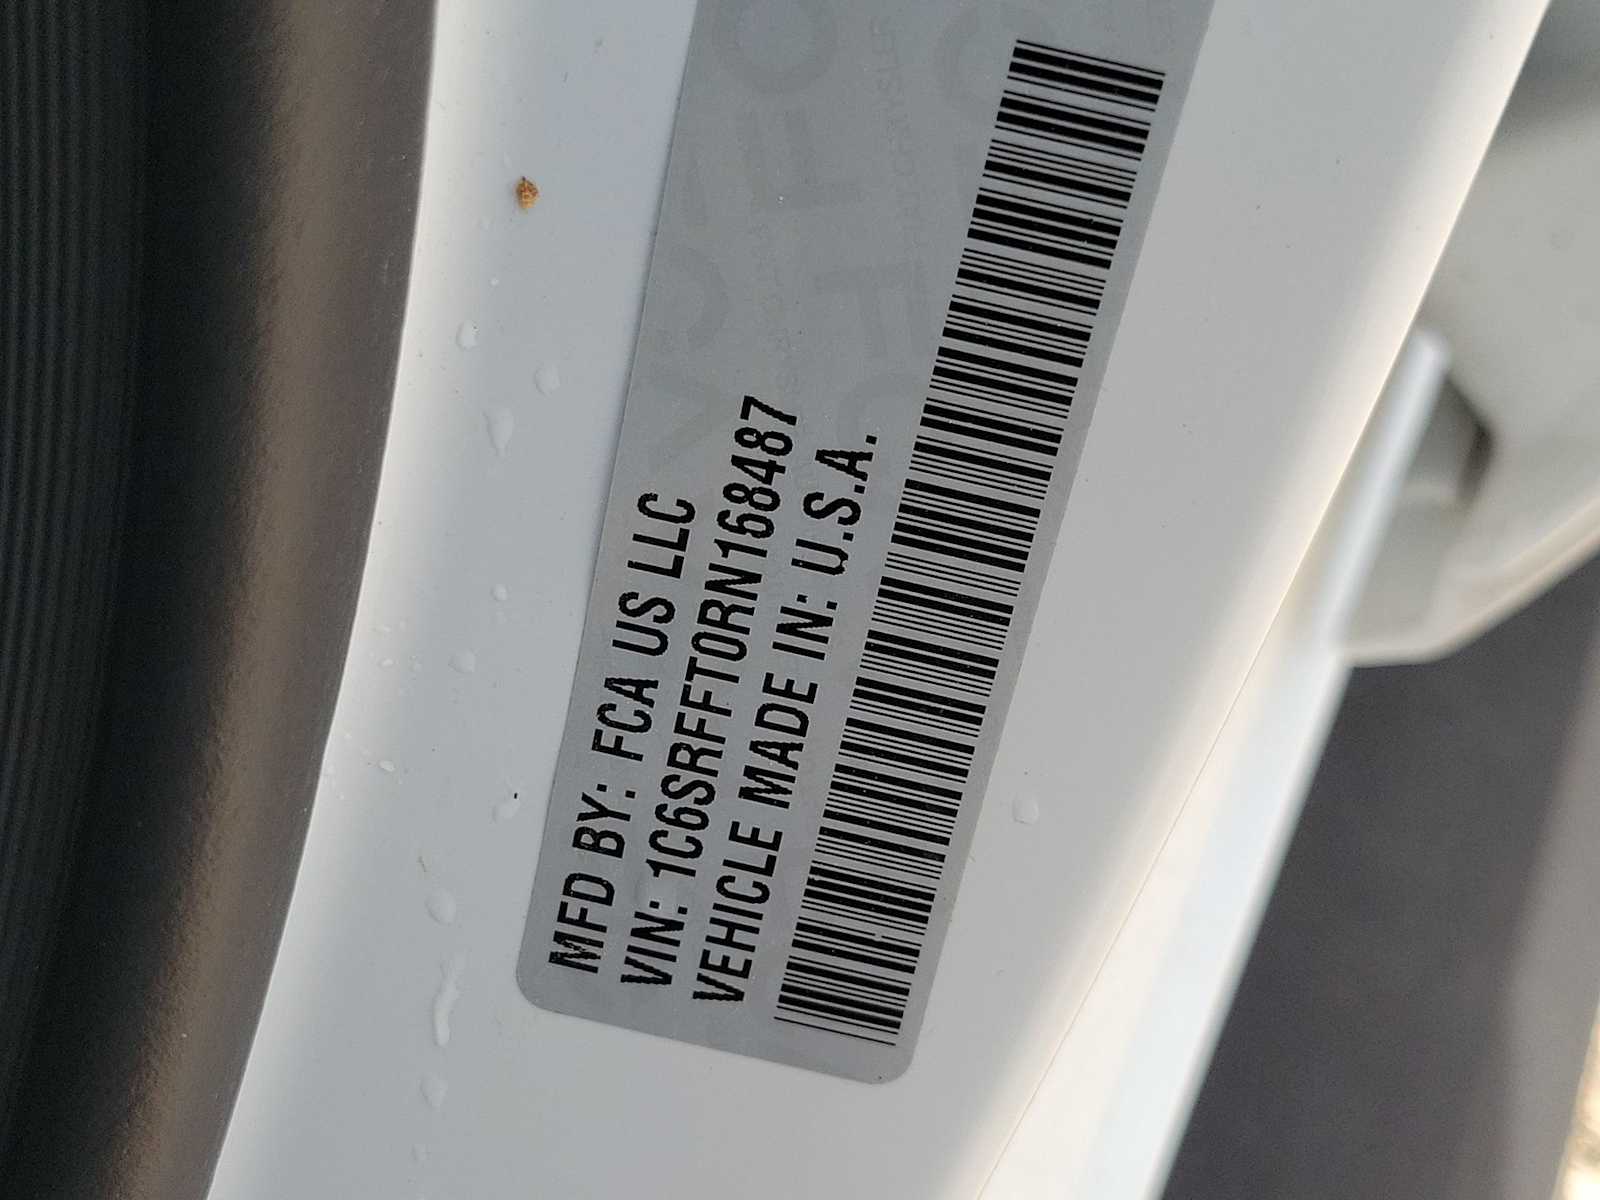 MFD BY: FCA US LLC
VIN: 1C6SRFFT0RN168487
VEHICLE MADE IN: U.S.A.